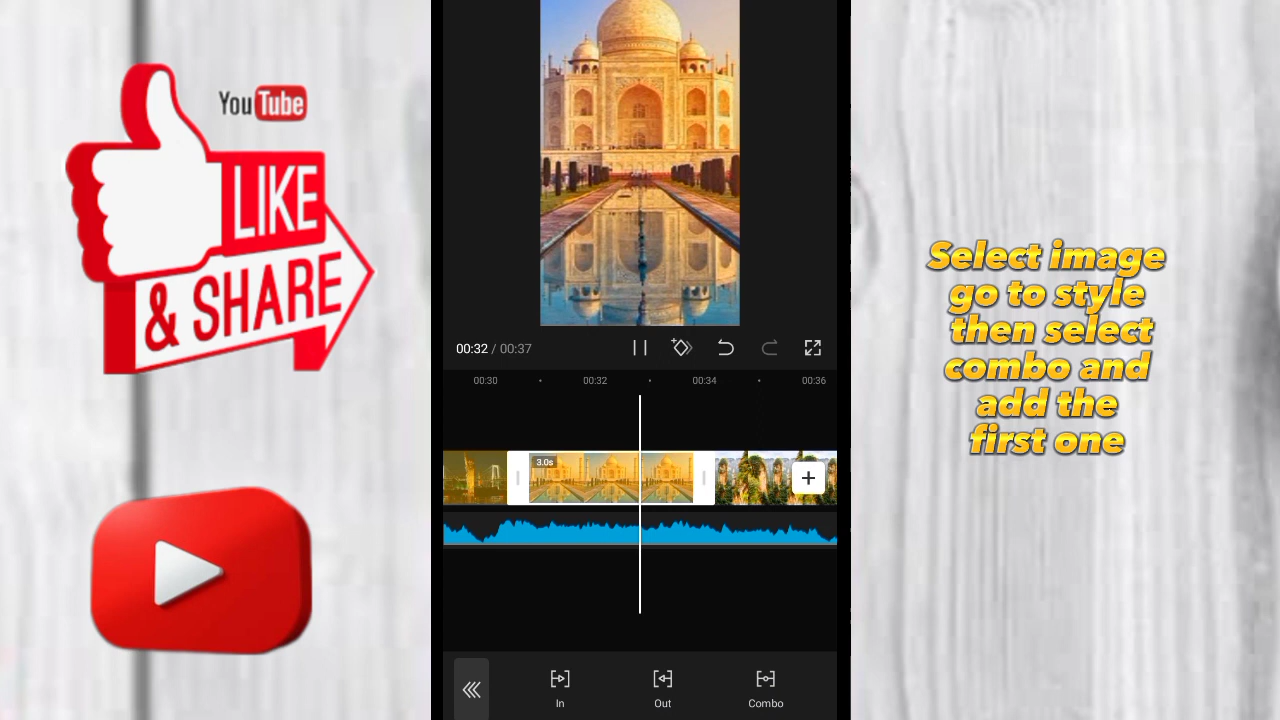 YouTube
LIKE
& SHARE
00:32 / 00:37
00:30
00:32
00:34
00:36
3.0s
In
Out
Combo
Select image
go to style
then select
combo and
add the
first one